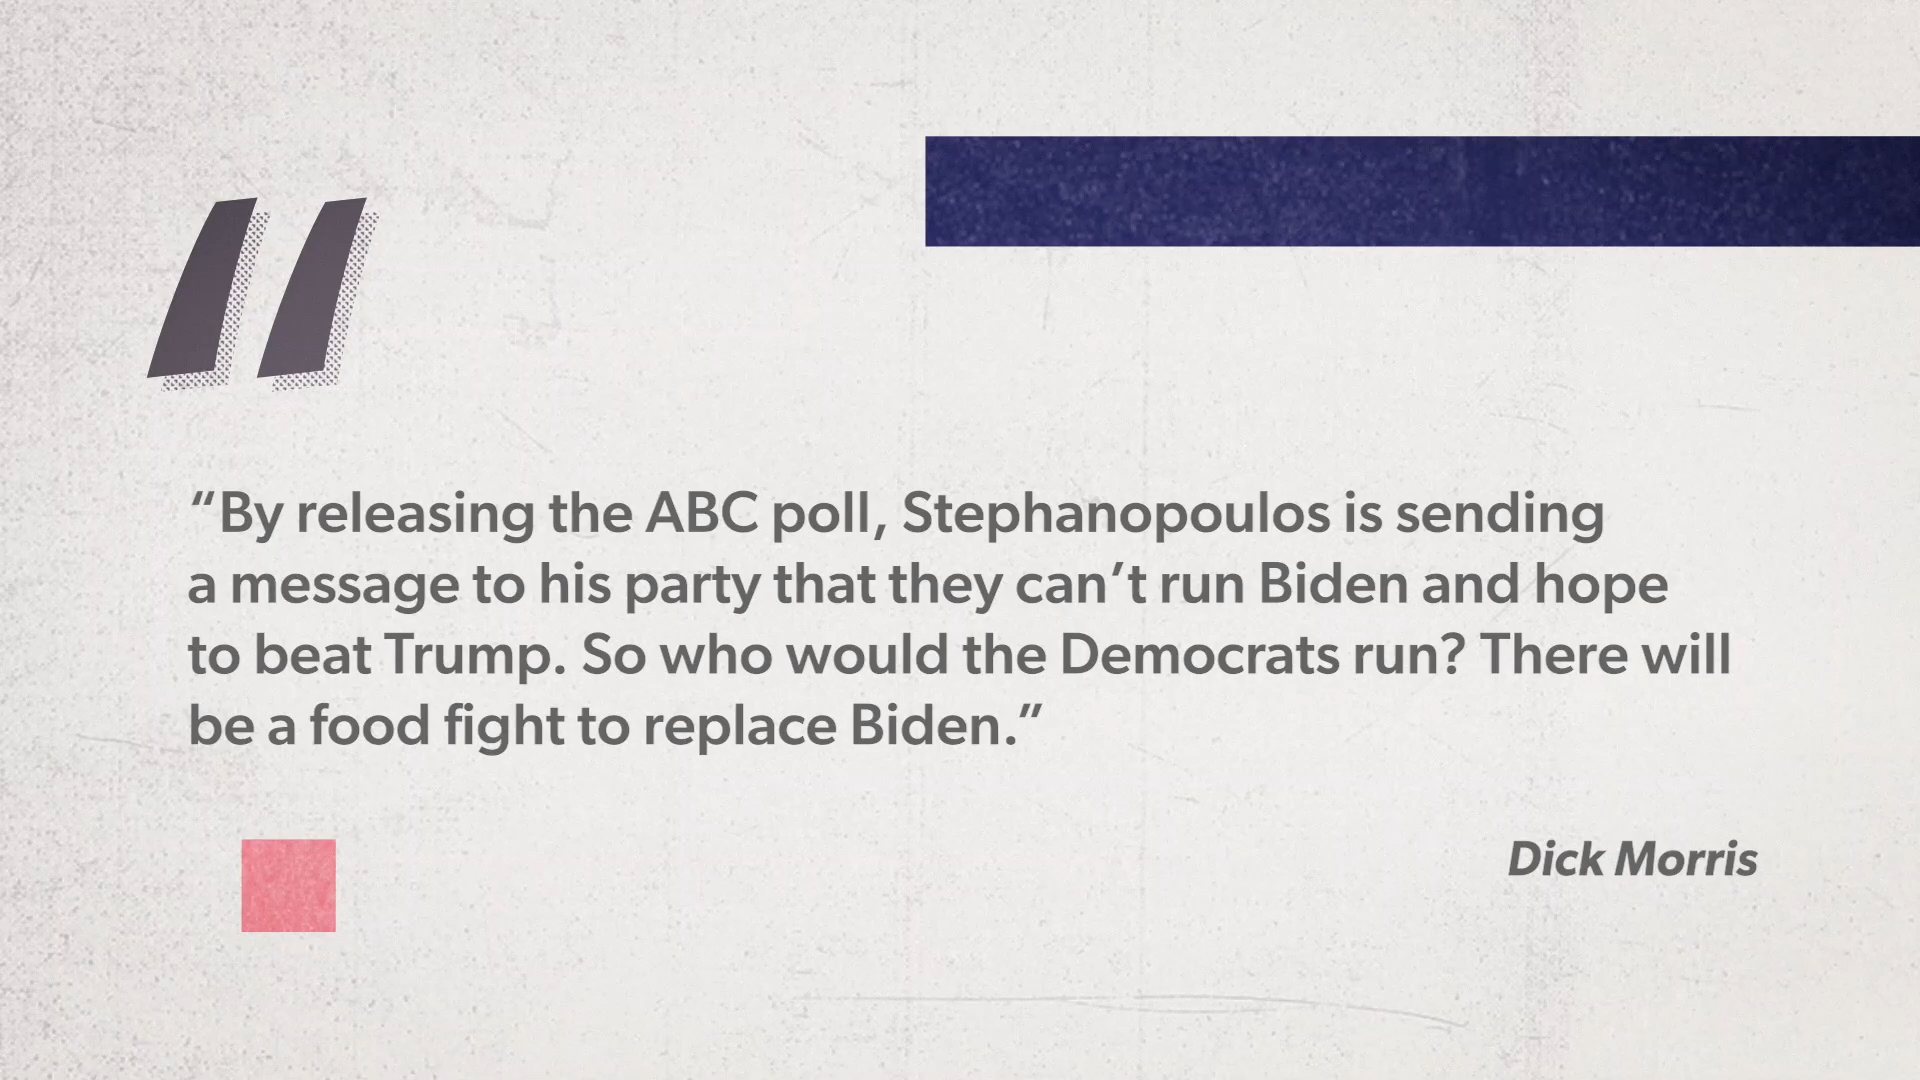 “By releasing the ABC poll, Stephanopoulos is sending
a message to his party that they can’t run Biden and hope
to beat Trump. So who would the Democrats run? There will
be a food fight to replace Biden.”
Dick Morris